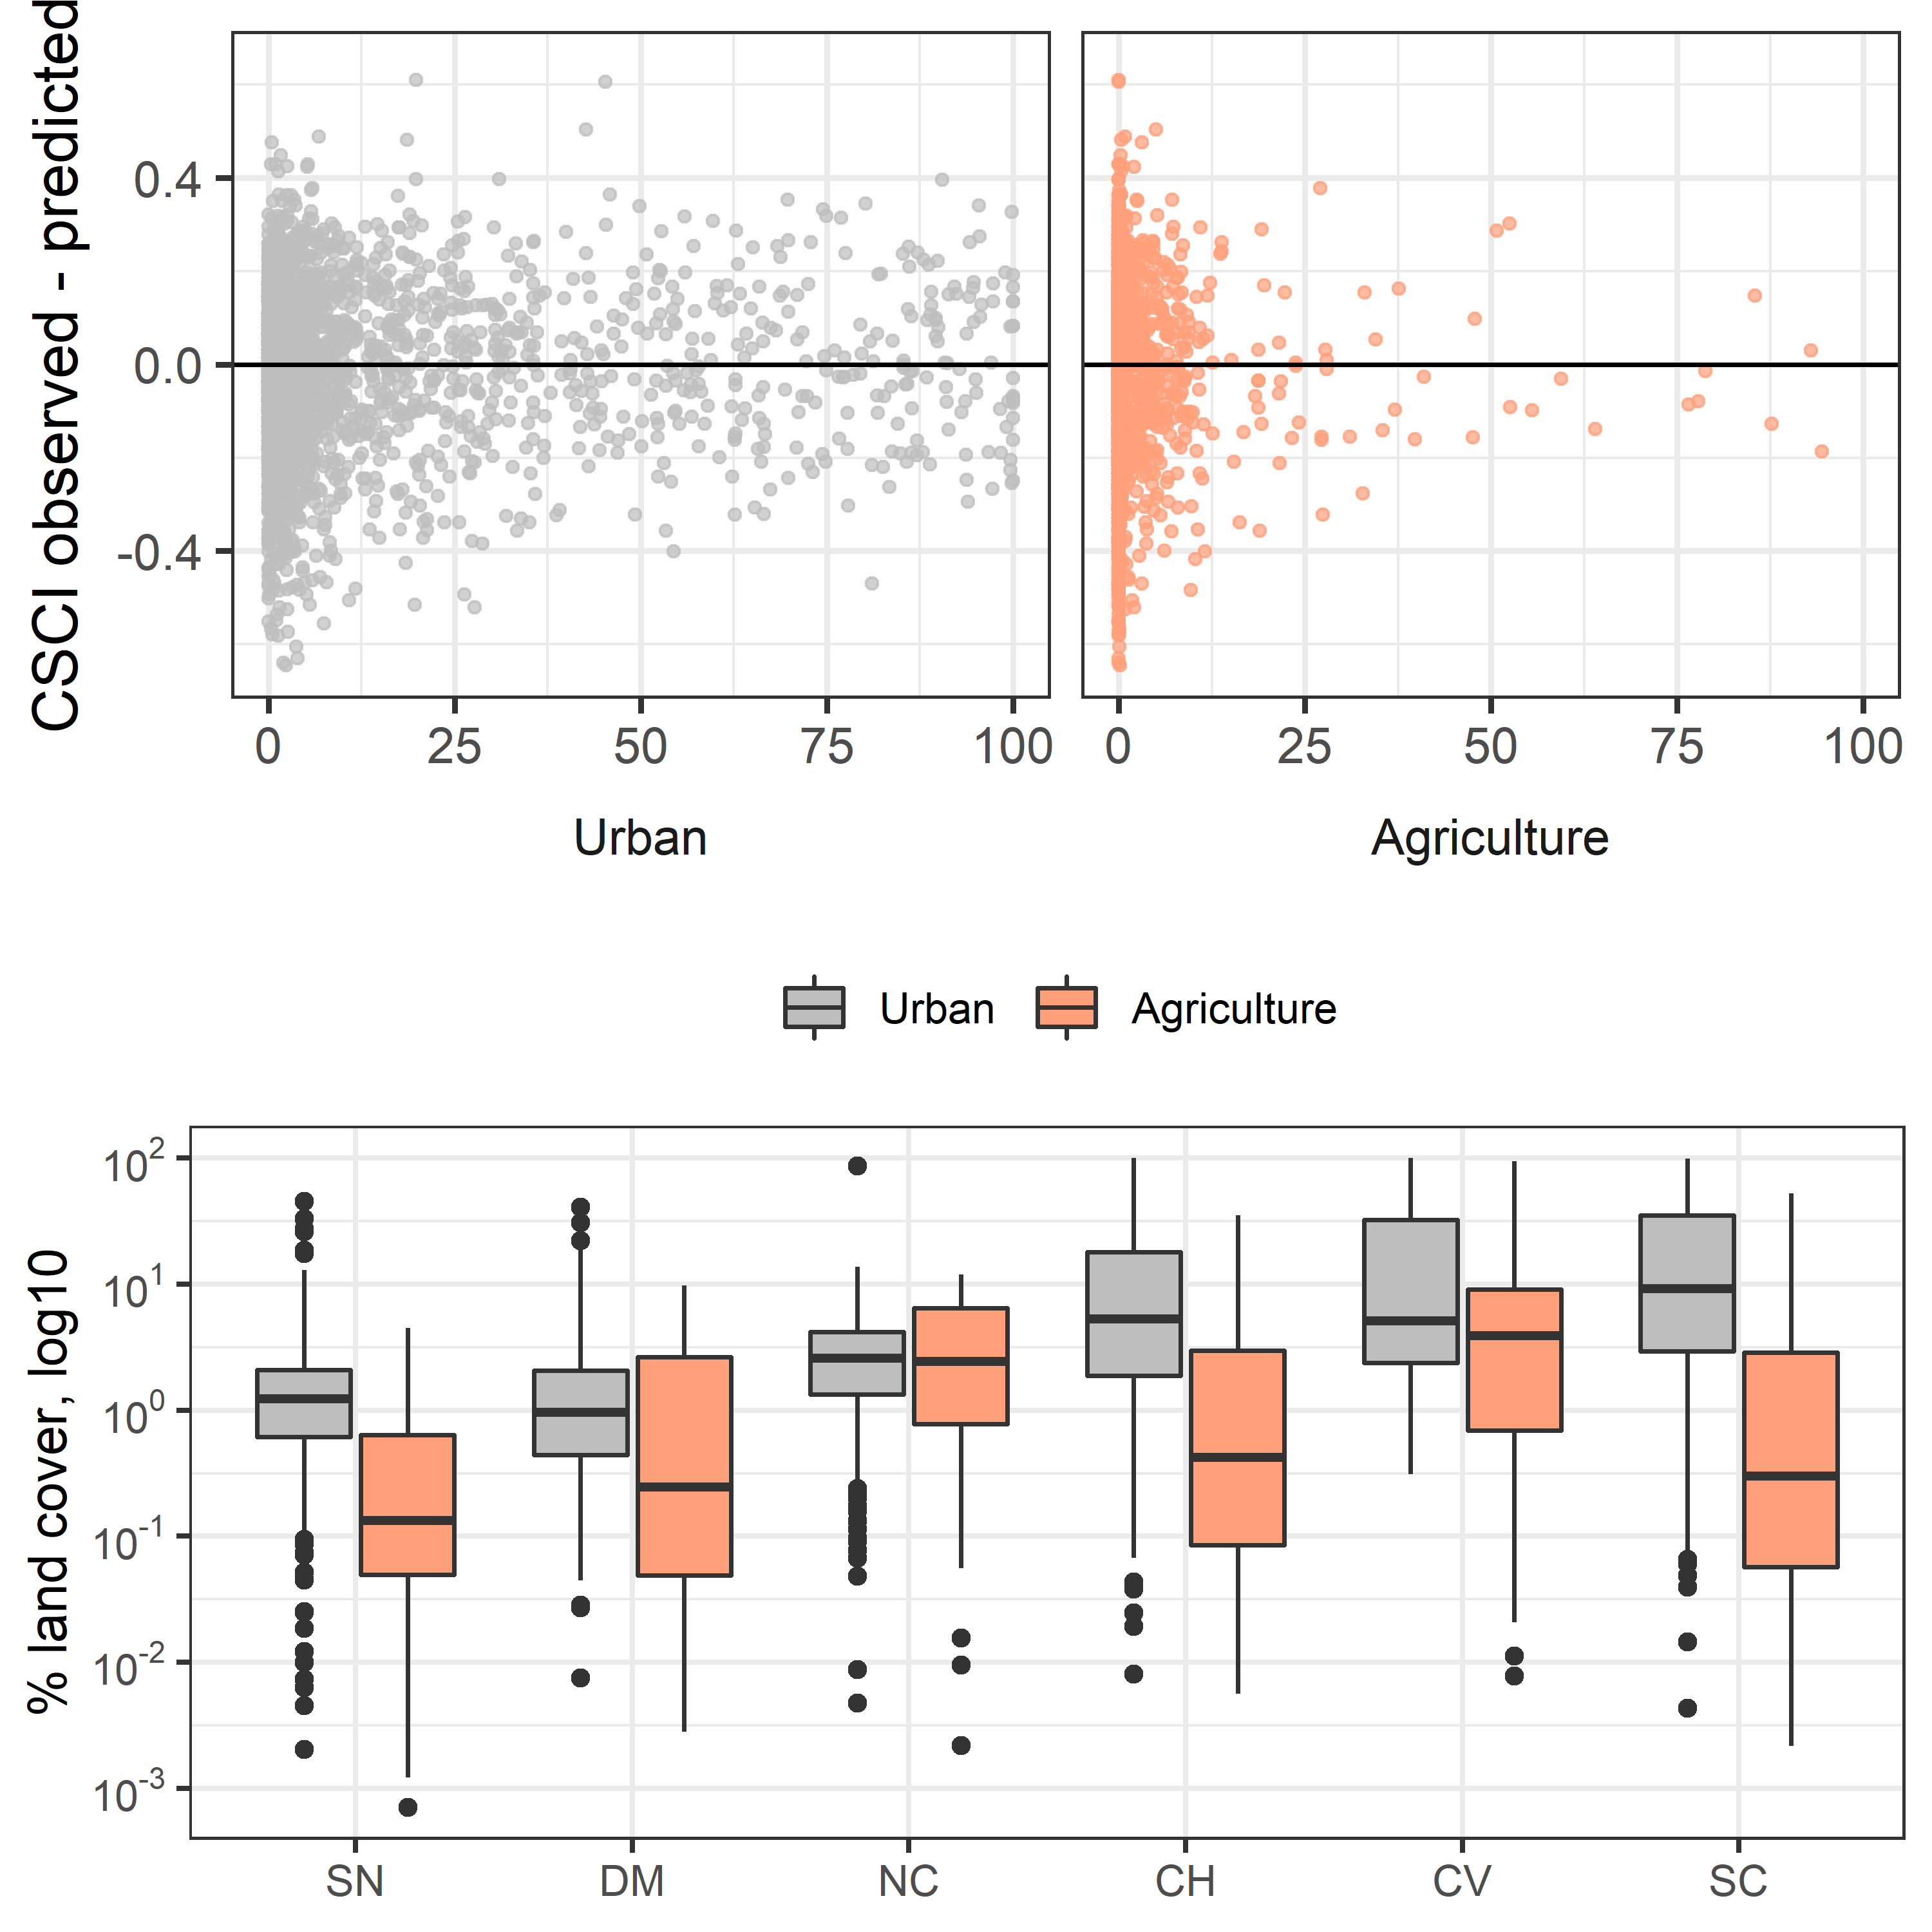 CSCI observed - predicted
0.4
0.0
-0.4
0 25 50 75 100
0 25 50 75 100
Urban
Agriculture
Urban Agriculture
% land cover, log10
10²
10¹
10⁰
10⁻¹
10⁻²
10⁻³
SN DM NC CH CV SC